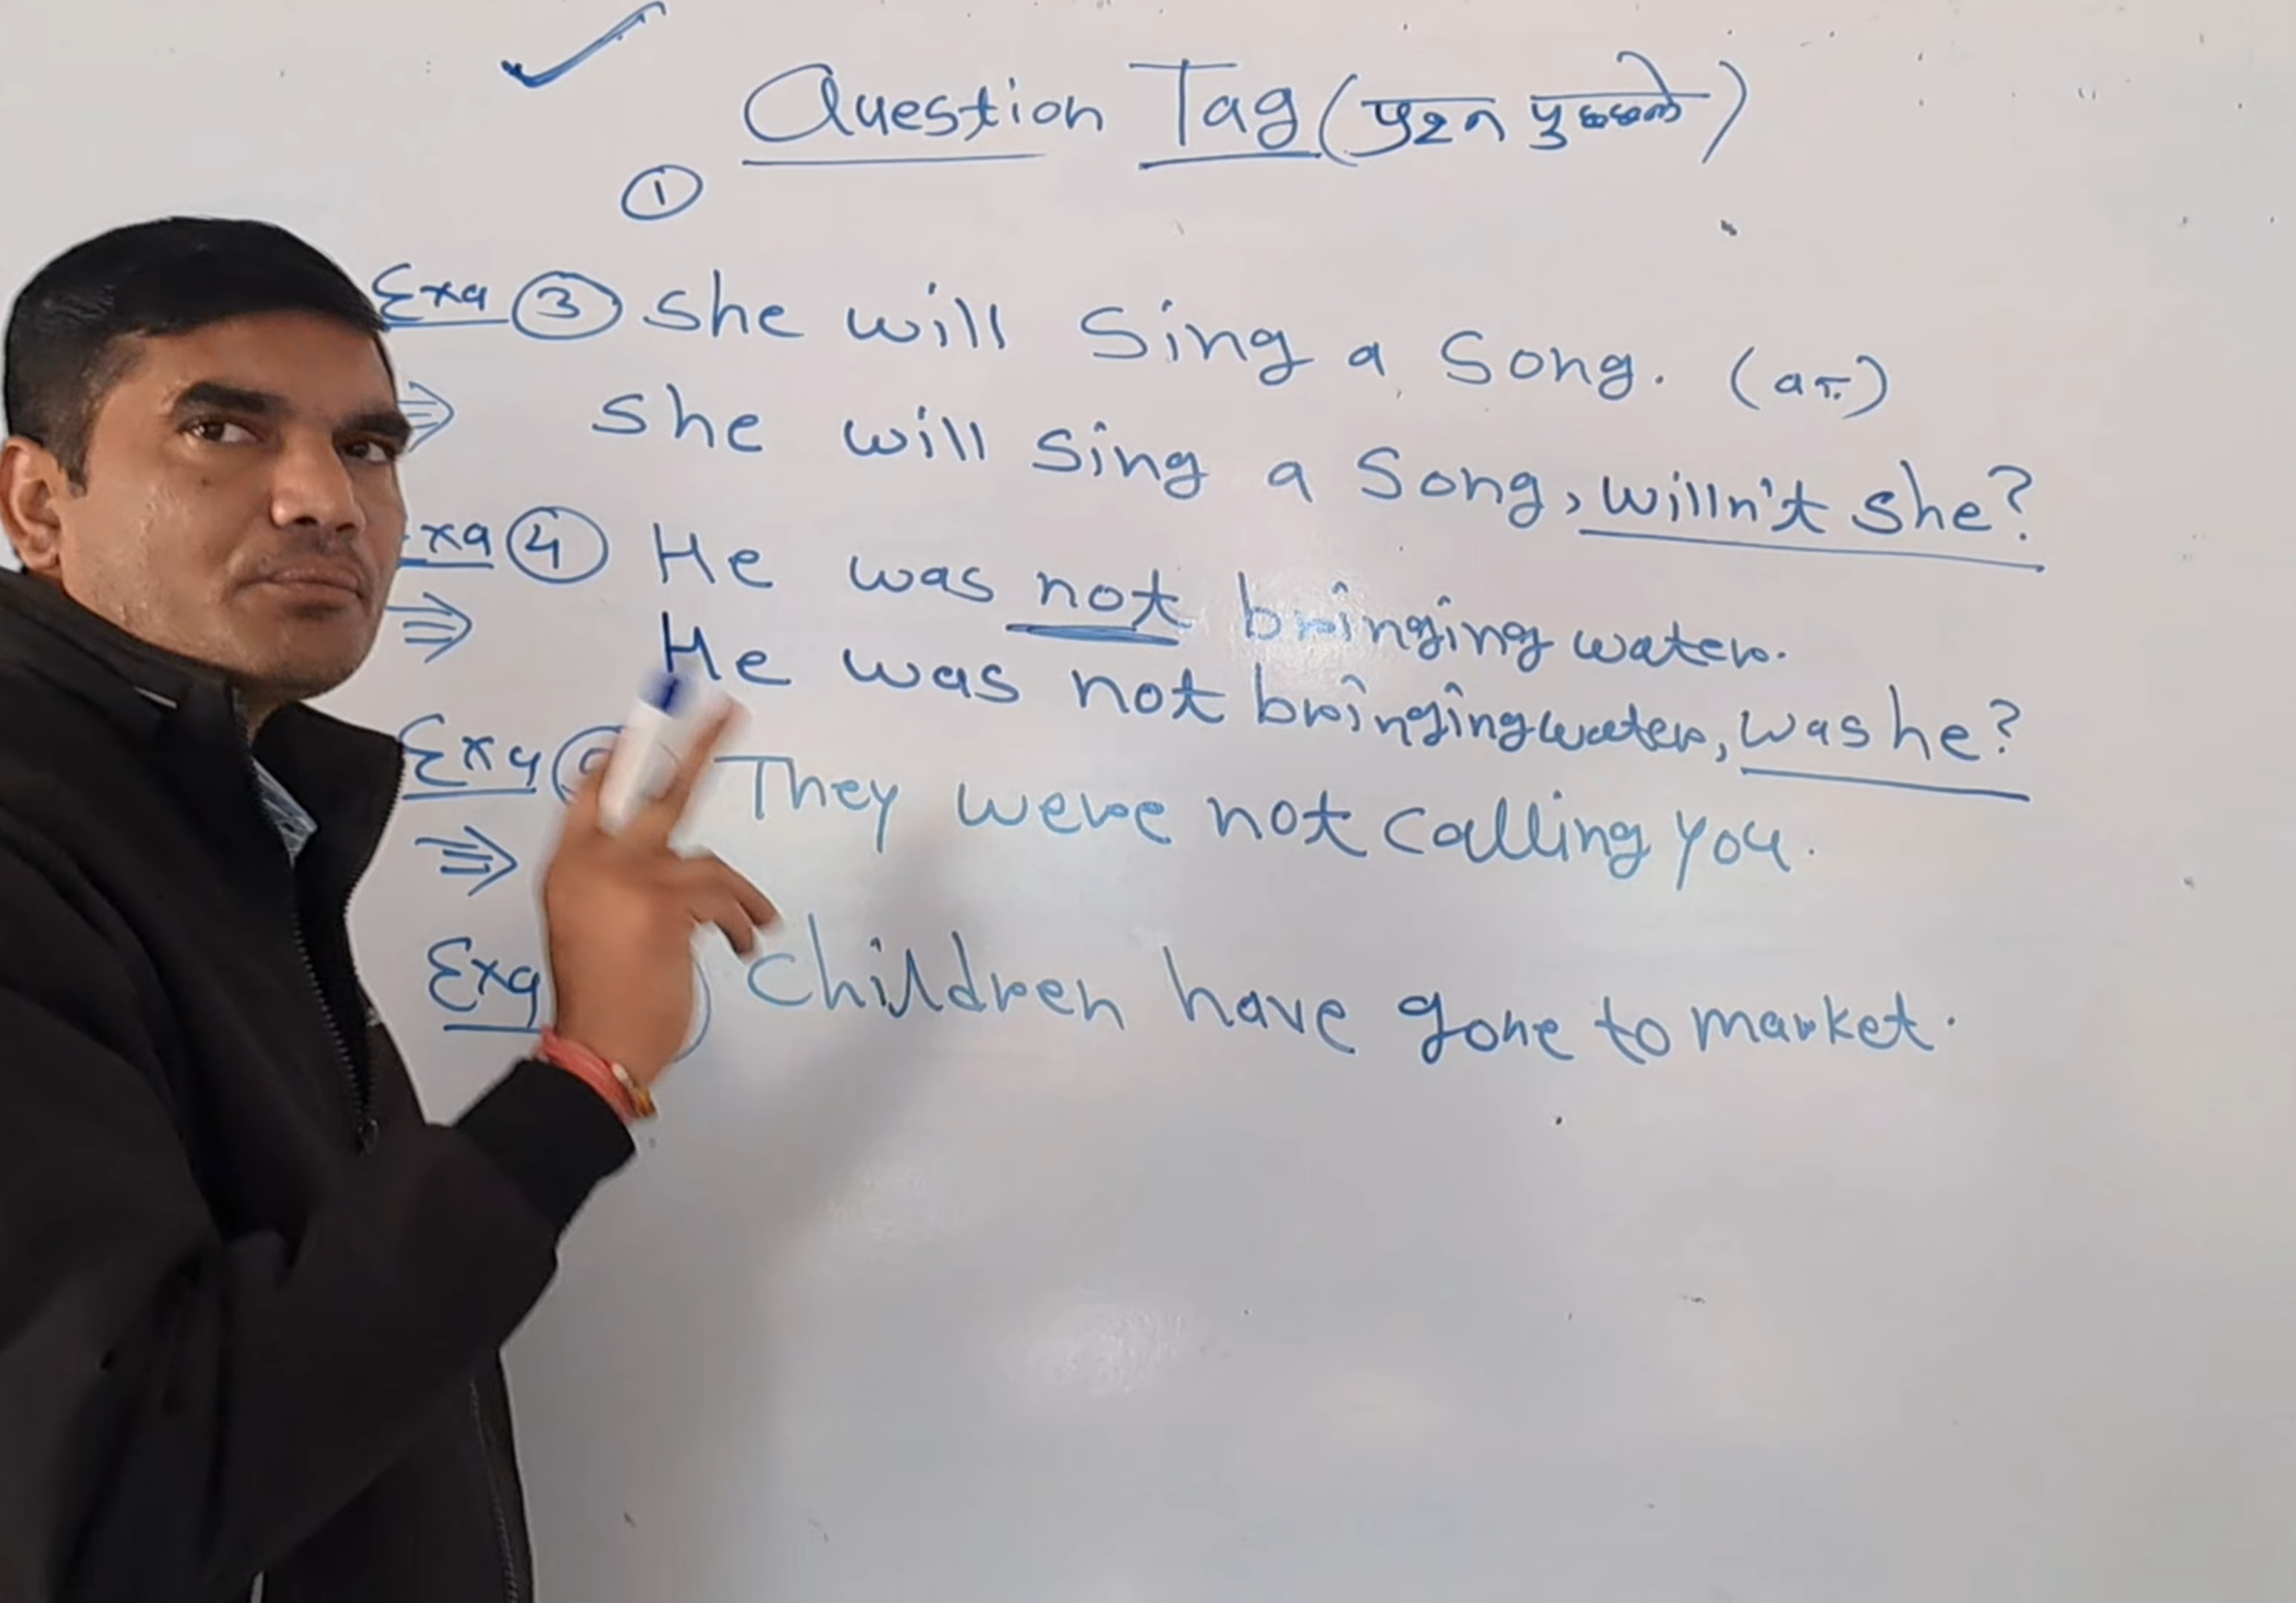 Question Tag (प्रश्न पुच्छल्ले)
①
Exa ③ She will Sing a Song. (aff.)
⇒ She will sing a Song, willn't she?
Exa ④ He was not bringing water.
⇒ He was not bringing water, was he?
Exa They were not calling you.
⇒
Exa Children have gone to market.